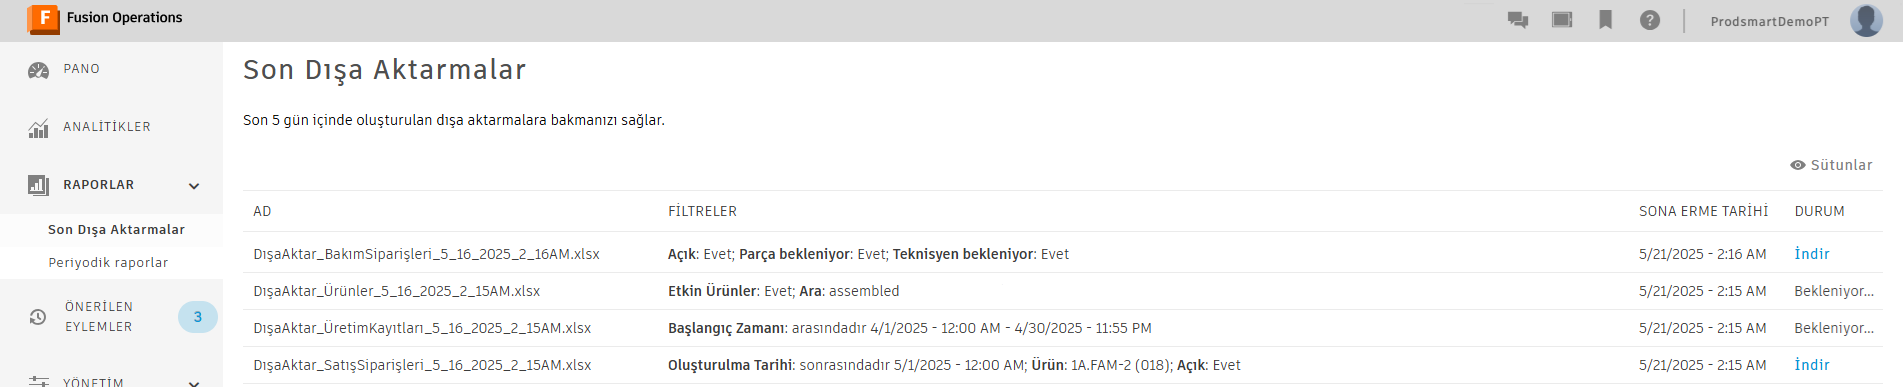 Fusion Operations
ProdsmartDemoPT
PANO
ANALİTİKLER
RAPORLAR
Son Dışa Aktarmalar
Periyodik raporlar
ÖNERİLEN
EYLEMLER
3
YÖNETİM
Son Dışa Aktarmalar
Son 5 gün içinde oluşturulan dışa aktarmalara bakmanızı sağlar.
Sütunlar
AD FİLTRELER SONA ERME TARİHİ DURUM
DışaAktar_BakımSiparişleri_5_16_2025_2_16AM.xlsx Açık: Evet; Parça bekleniyor: Evet; Teknisyen bekleniyor: Evet 5/21/2025 - 2:16 AM İndir
DışaAktar_Ürünler_5_16_2025_2_15AM.xlsx Etkin Ürünler: Evet; Ara: assembled 5/21/2025 - 2:15 AM Bekleniyor...
DışaAktar_ÜretimKayıtları_5_16_2025_2_15AM.xlsx Başlangıç Zamanı: arasındadır 4/1/2025 - 12:00 AM - 4/30/2025 - 11:55 PM 5/21/2025 - 2:15 AM Bekleniyor...
DışaAktar_SatışSiparişleri_5_16_2025_2_15AM.xlsx Oluşturulma Tarihi: sonrasındadır 5/1/2025 - 12:00 AM; Ürün: 1A.FAM-2 (018); Açık: Evet 5/21/2025 - 2:15 AM İndir